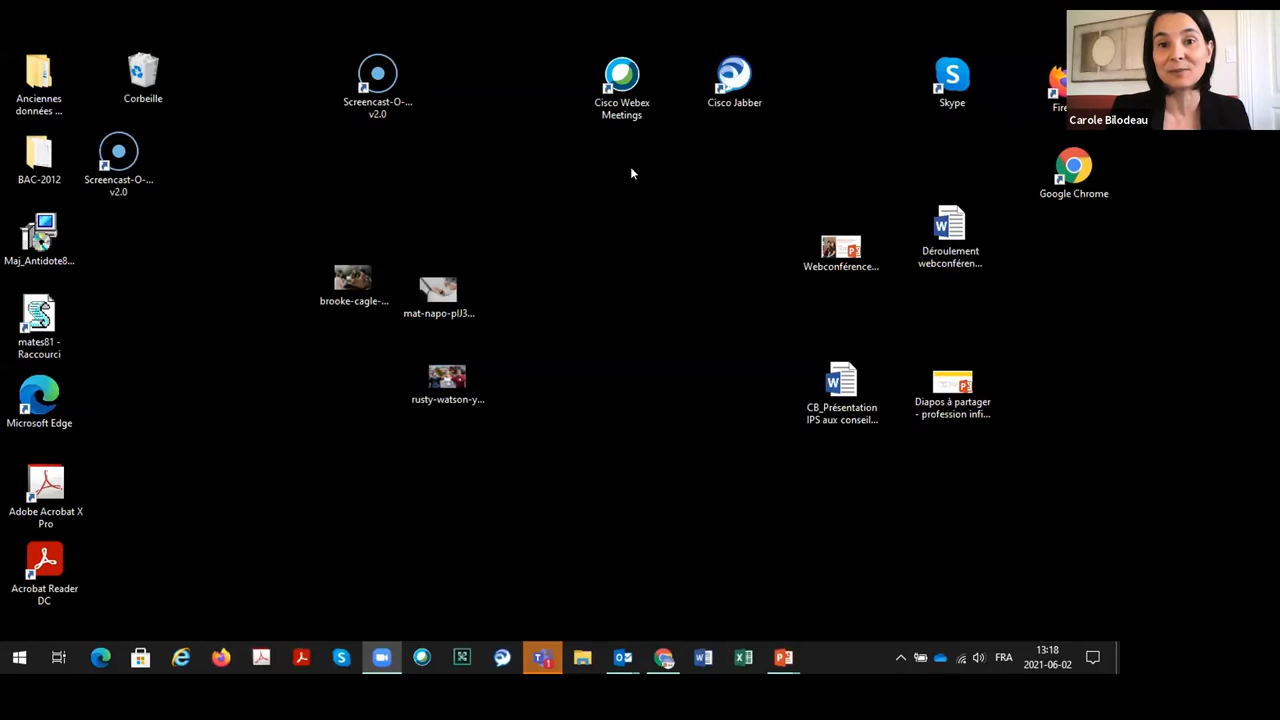 Anciennes
données ...
Corbeille
Screencast-O-...
v2.0
Cisco Webex
Meetings
Cisco Jabber
Skype
Fire
Carole Bilodeau
BAC-2012
Screencast-O-...
v2.0
Google Chrome
Maj_Antidote8...
Webconférence...
Déroulement
webconféren...
brooke-cagle-...
mat-napo-plJ3...
mates81 -
Raccourci
rusty-watson-y...
CB_Présentation
IPS aux conseil...
Diapos à partager
- profession infi...
Microsoft Edge
Adobe Acrobat X
Pro
Acrobat Reader
DC
FRA
13:18
2021-06-02